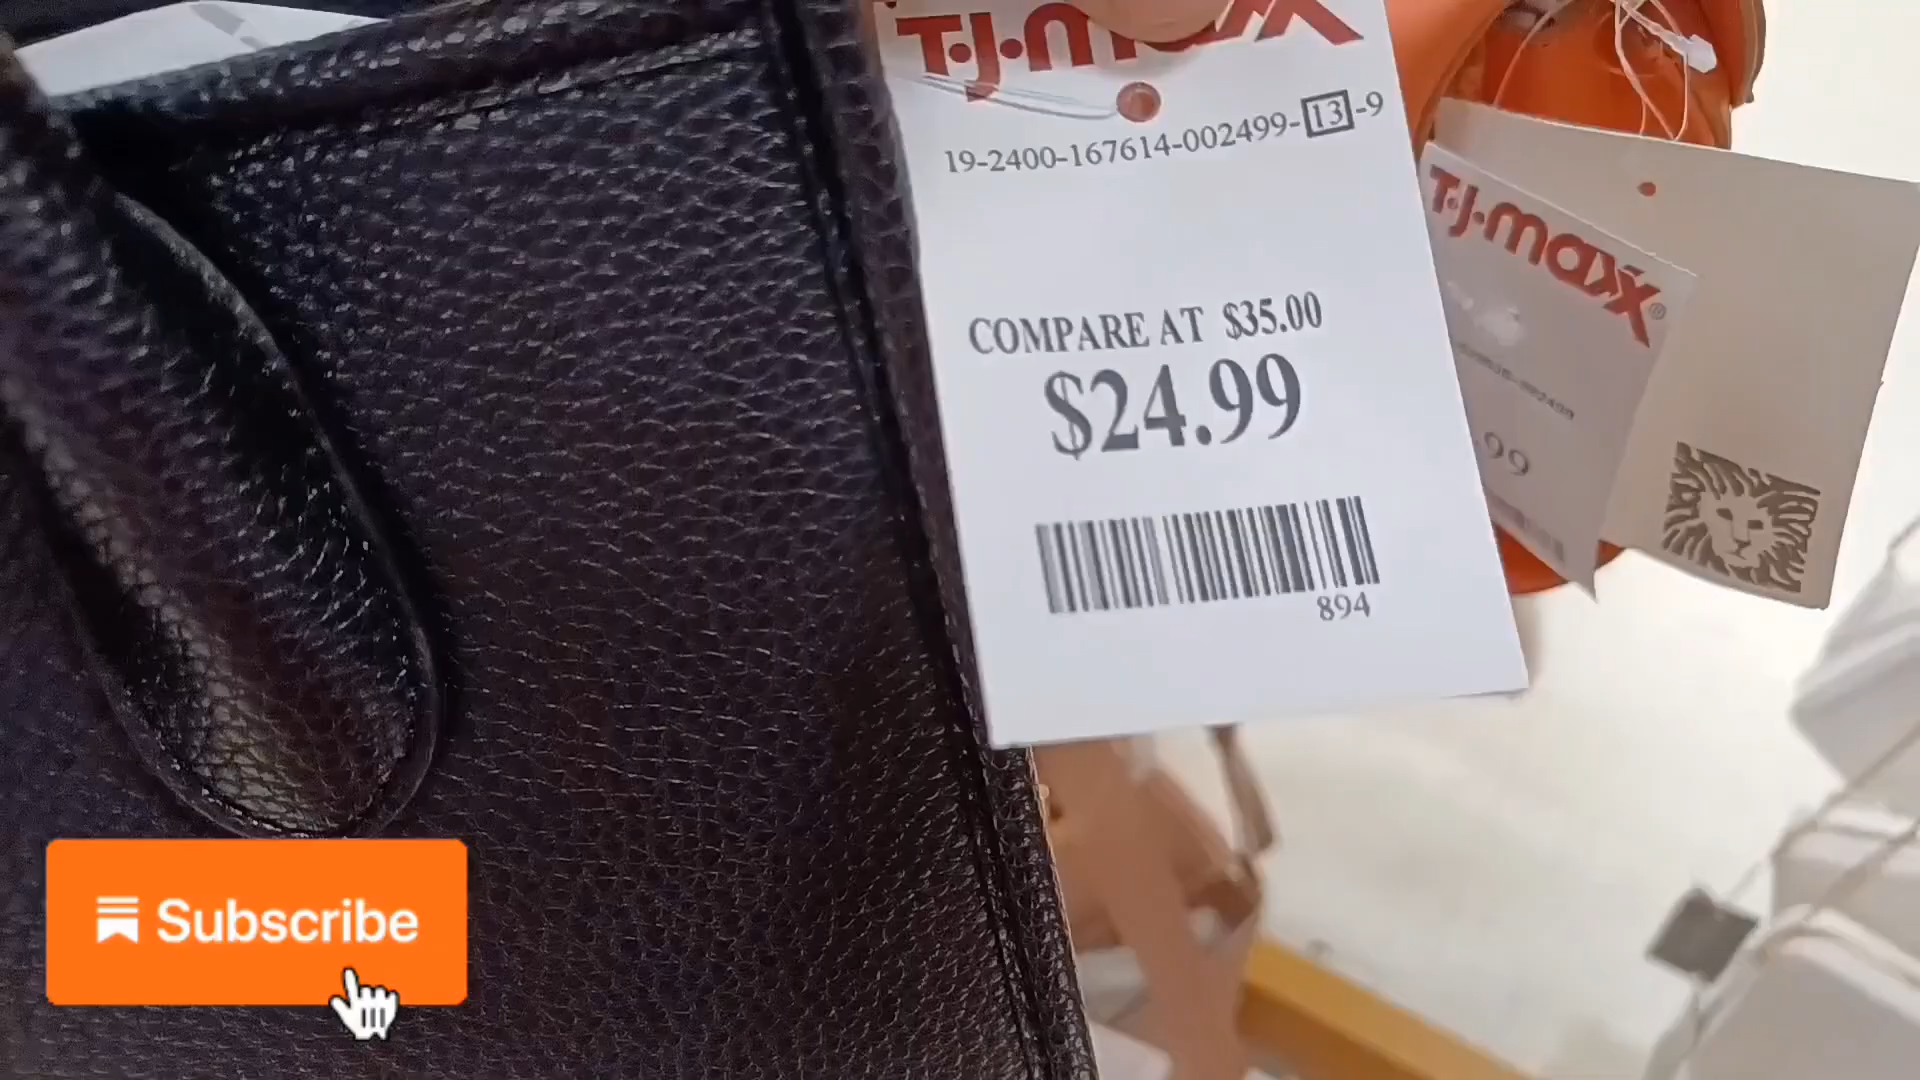 T·J·maxx
19-2400-167614-002499-13-9
COMPARE AT $35.00
$24.99
894
T·J·maxx®
.99
Subscribe